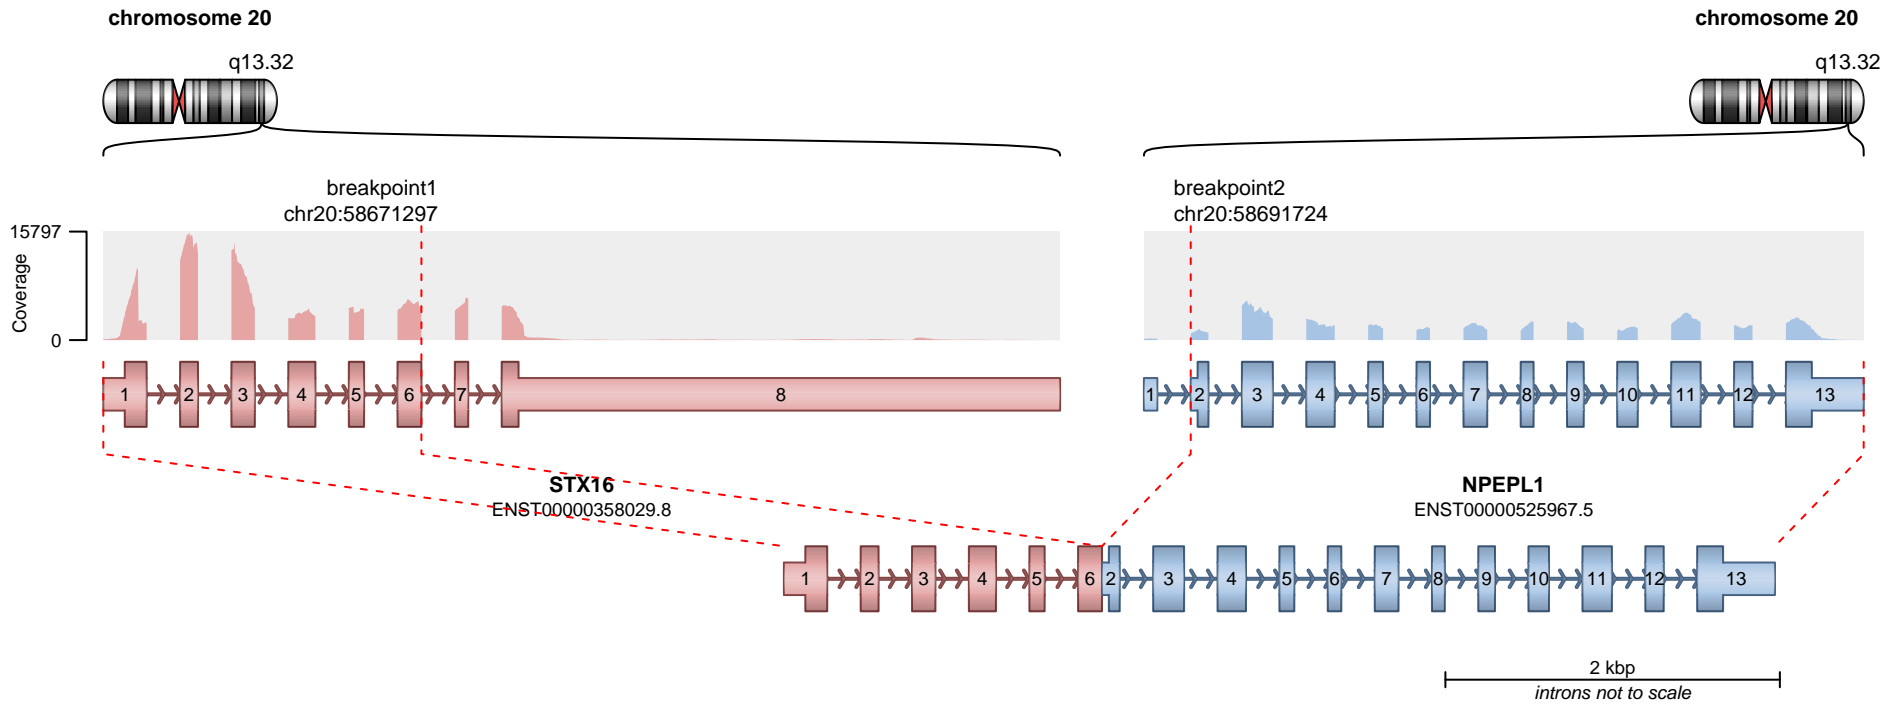 chromosome 20
chromosome 20
q13.32
q13.32
breakpoint1
chr20:58671297
breakpoint2
chr20:58691724
15797
Coverage
0
1 2 3 4 5 6 7 8
1 2 3 4 5 6 7 8 9 10 11 12 13
STX16
ENST00000358029.8
NPEPL1
ENST00000525967.5
1 2 3 4 5 6 2 3 4 5 6 7 8 9 10 11 12 13
2 kbp
introns not to scale